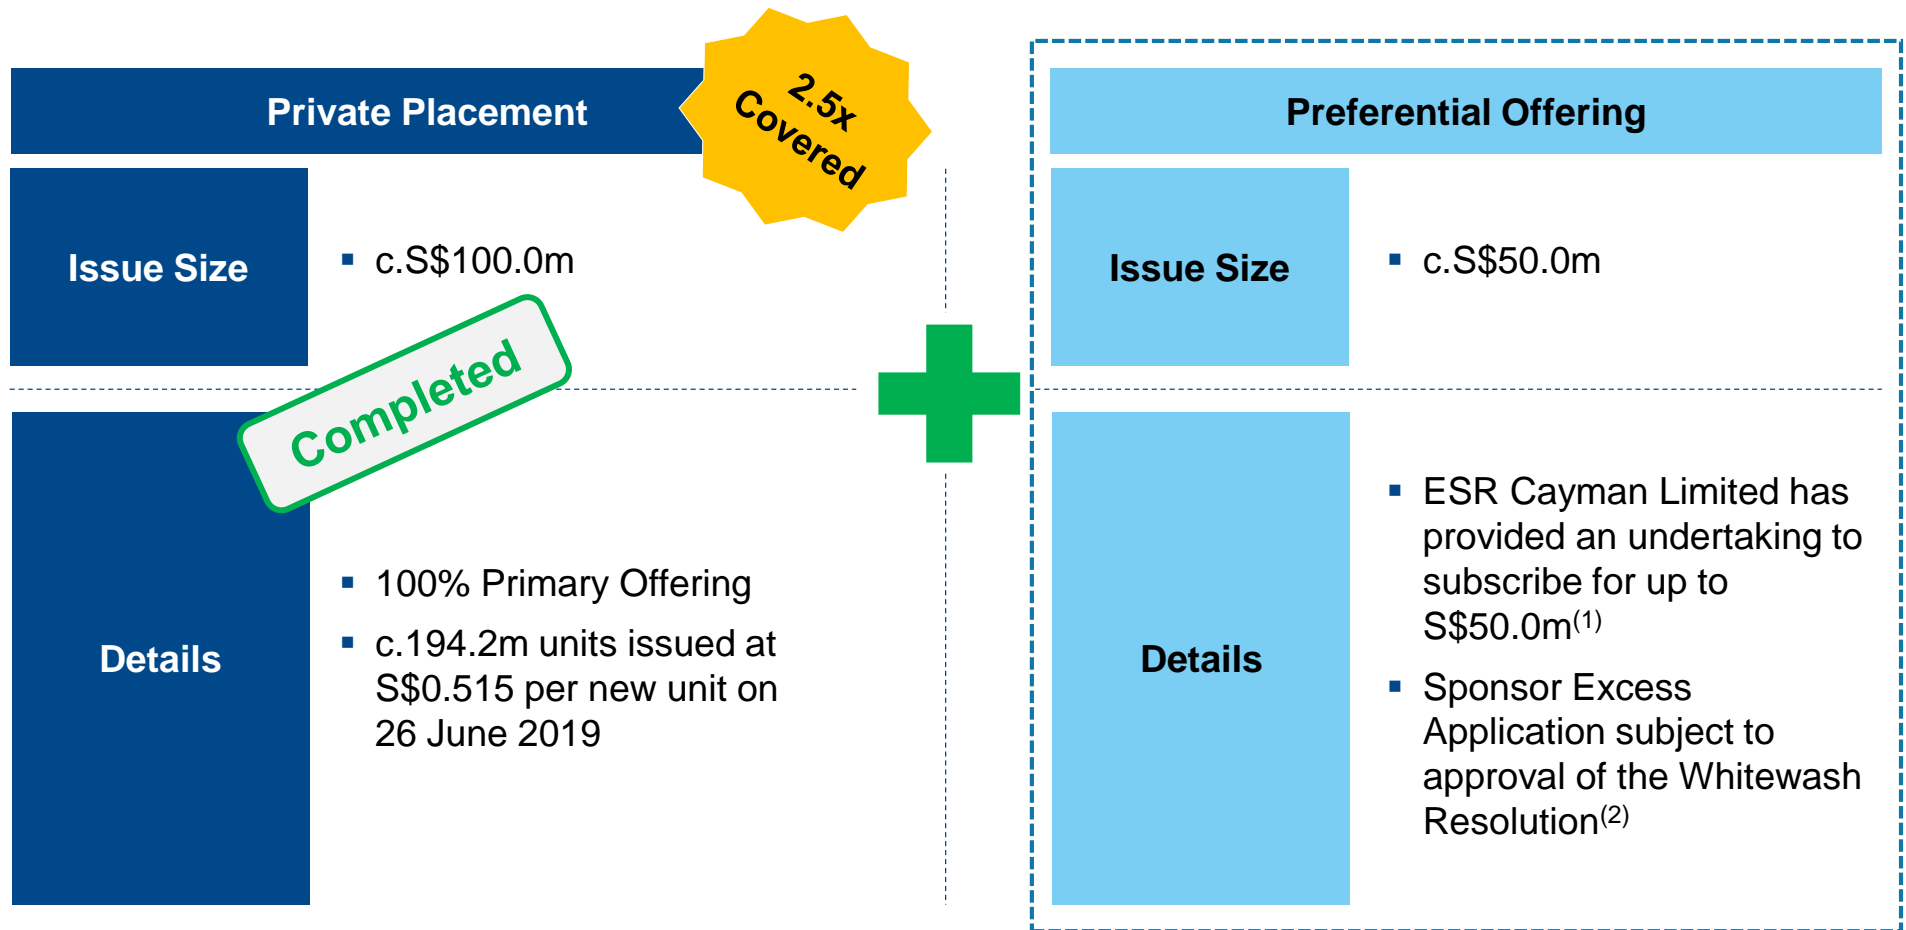 Private Placement
2.5x
Covered
Issue Size
▪ c.S$100.0m
Completed
Details
▪ 100% Primary Offering
▪ c.194.2m units issued at
S$0.515 per new unit on
26 June 2019
Preferential Offering
Issue Size
▪ c.S$50.0m
Details
▪ ESR Cayman Limited has
provided an undertaking to
subscribe for up to
S$50.0m(1)
▪ Sponsor Excess
Application subject to
approval of the Whitewash
Resolution(2)